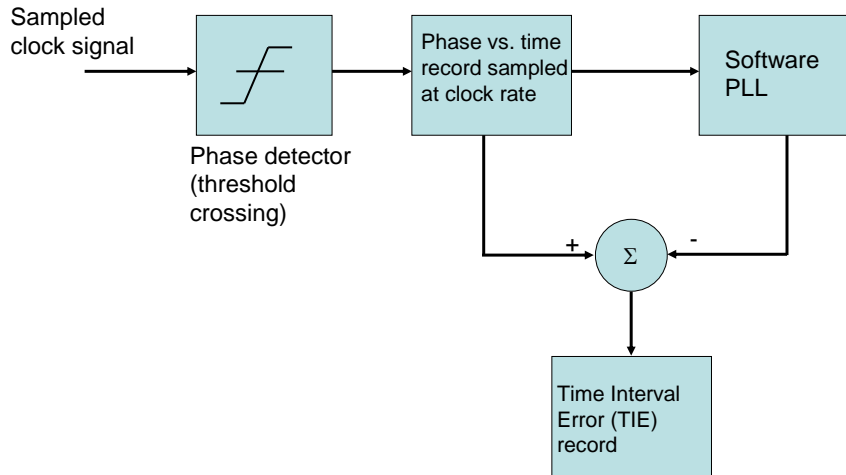 Sampled
clock signal
Phase detector
(threshold
crossing)
Phase vs. time
record sampled
at clock rate
Software
PLL
+
-
Σ
Time Interval
Error (TIE)
record